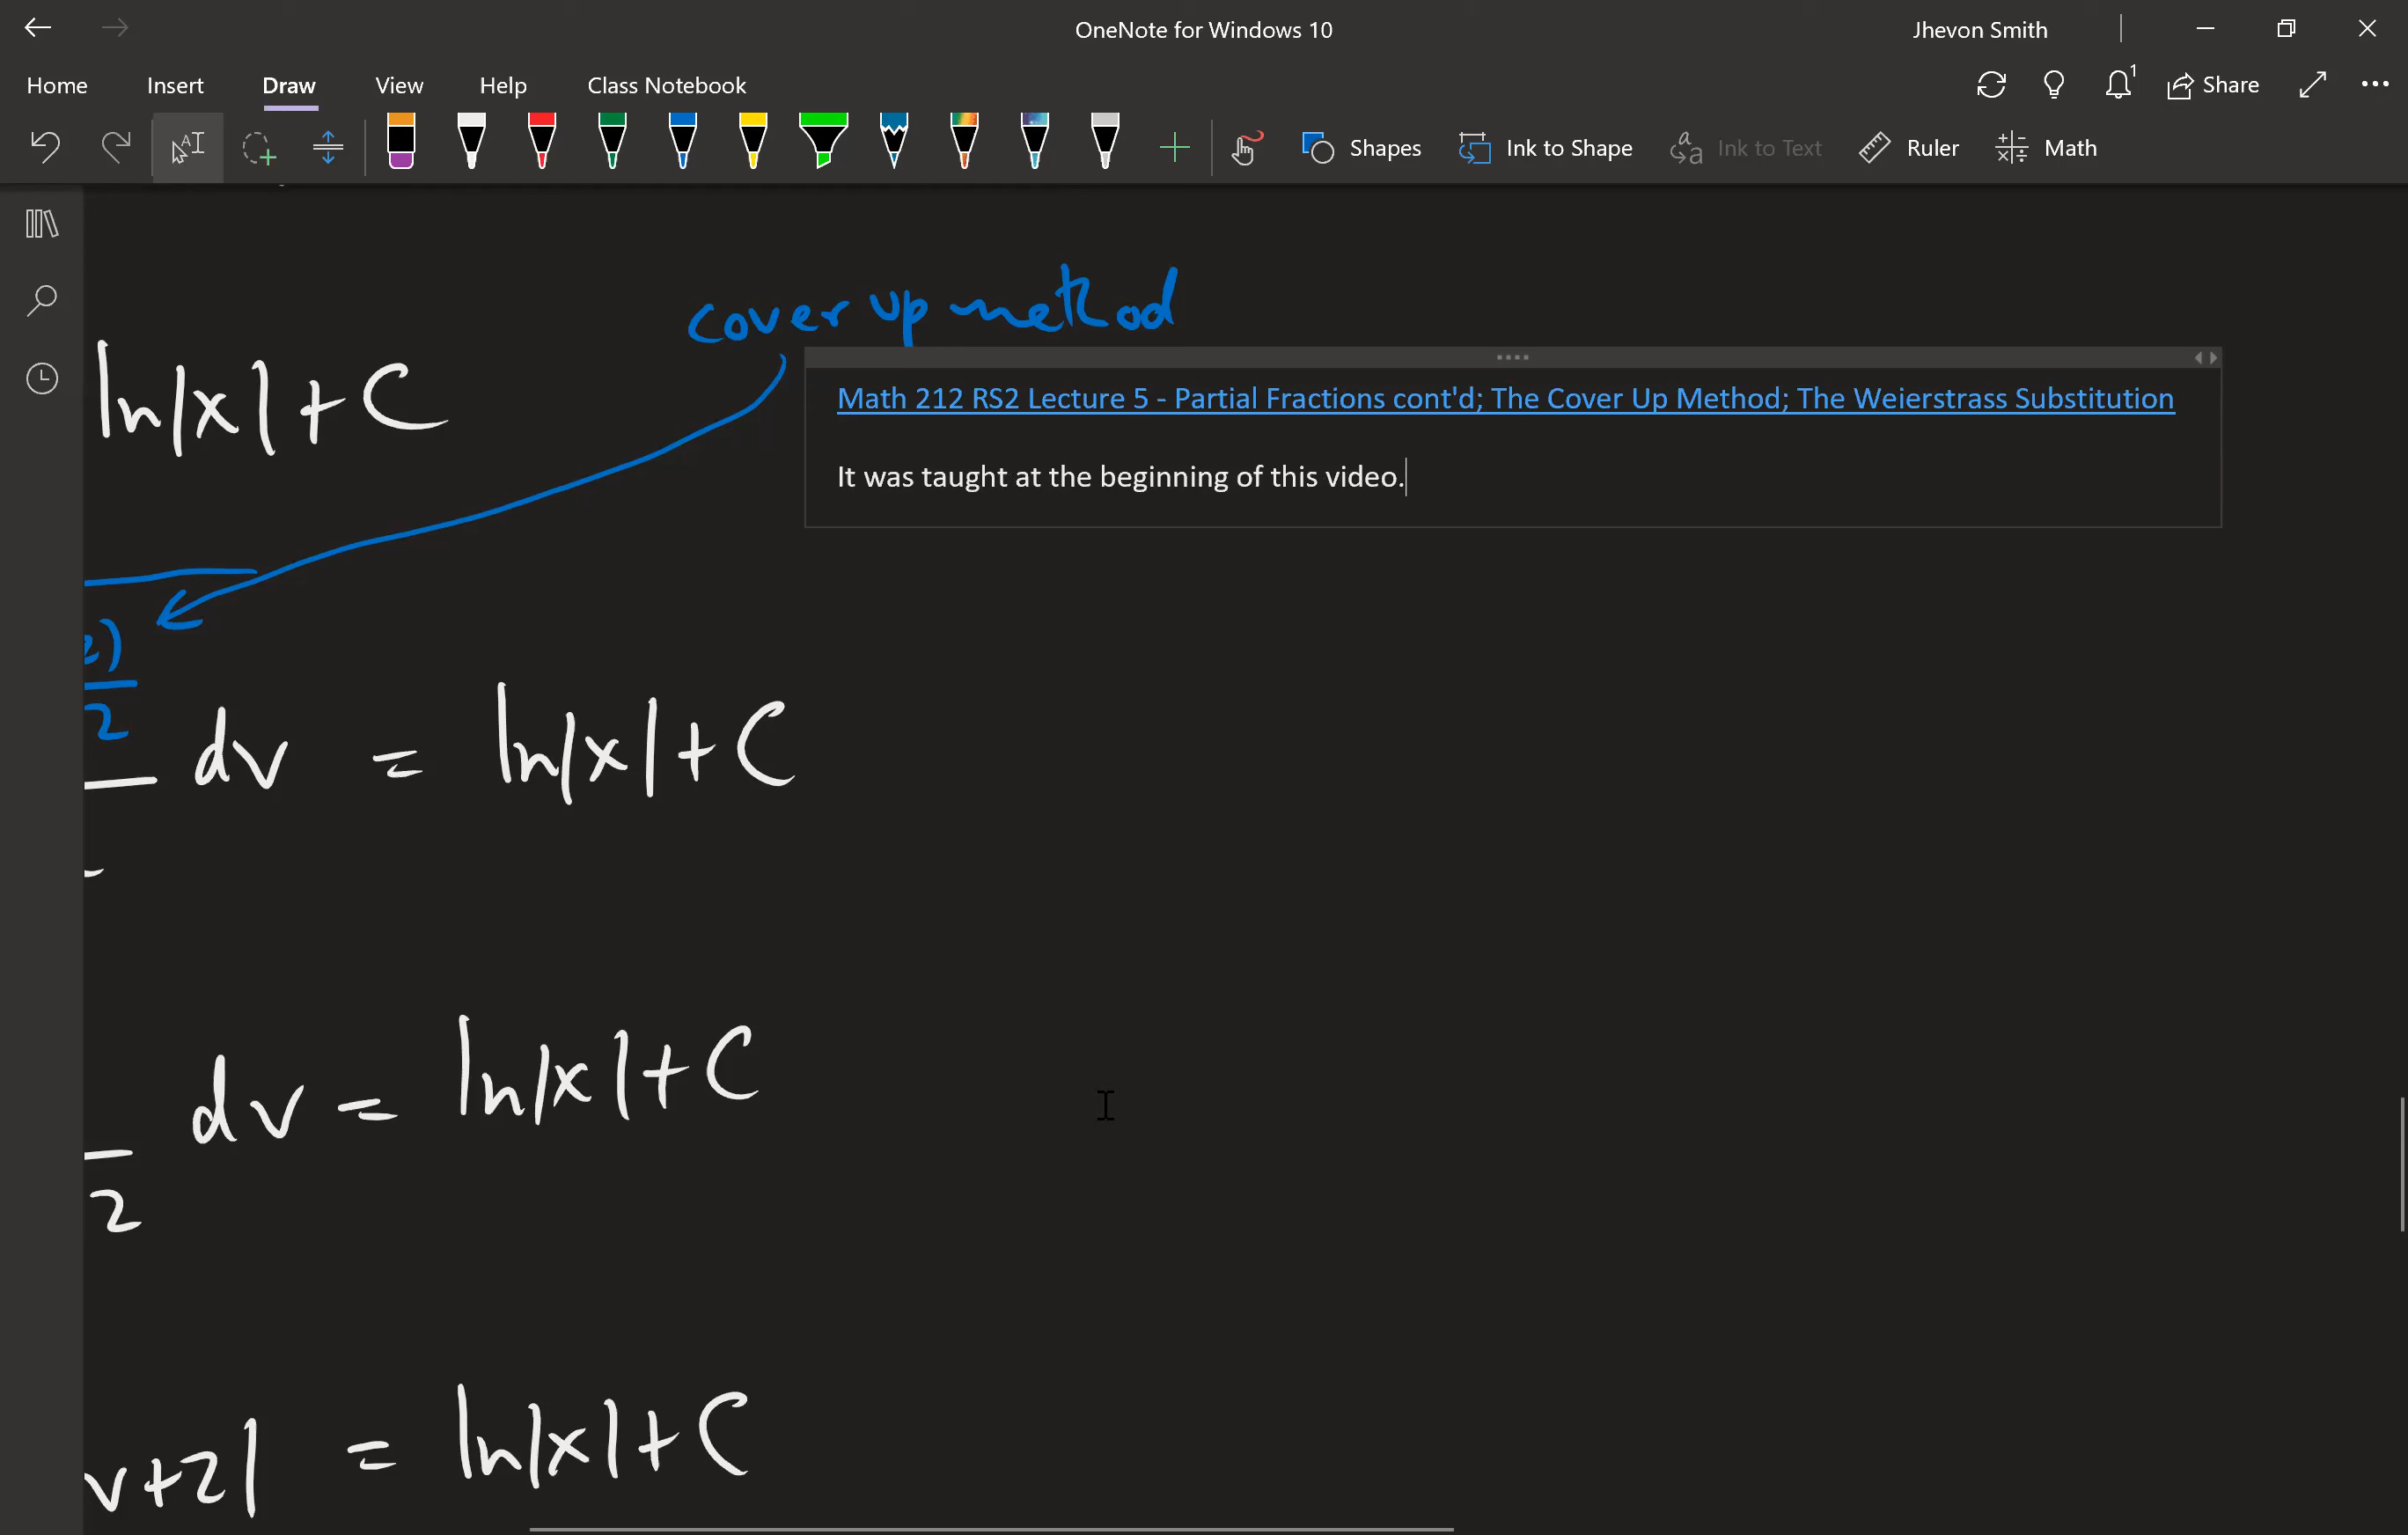 OneNote for Windows 10
Jhevon Smith
Home Insert Draw View Help Class Notebook
1
Share
Shapes Ink to Shape Ink to Text Ruler Math
cover up method
ln|x| + C
Math 212 RS2 Lecture 5 - Partial Fractions cont'd; The Cover Up Method; The Weierstrass Substitution
It was taught at the beginning of this video.
2
dv = ln|x| + C
dv = ln|x| + C
2
v+2| = ln|x| + C